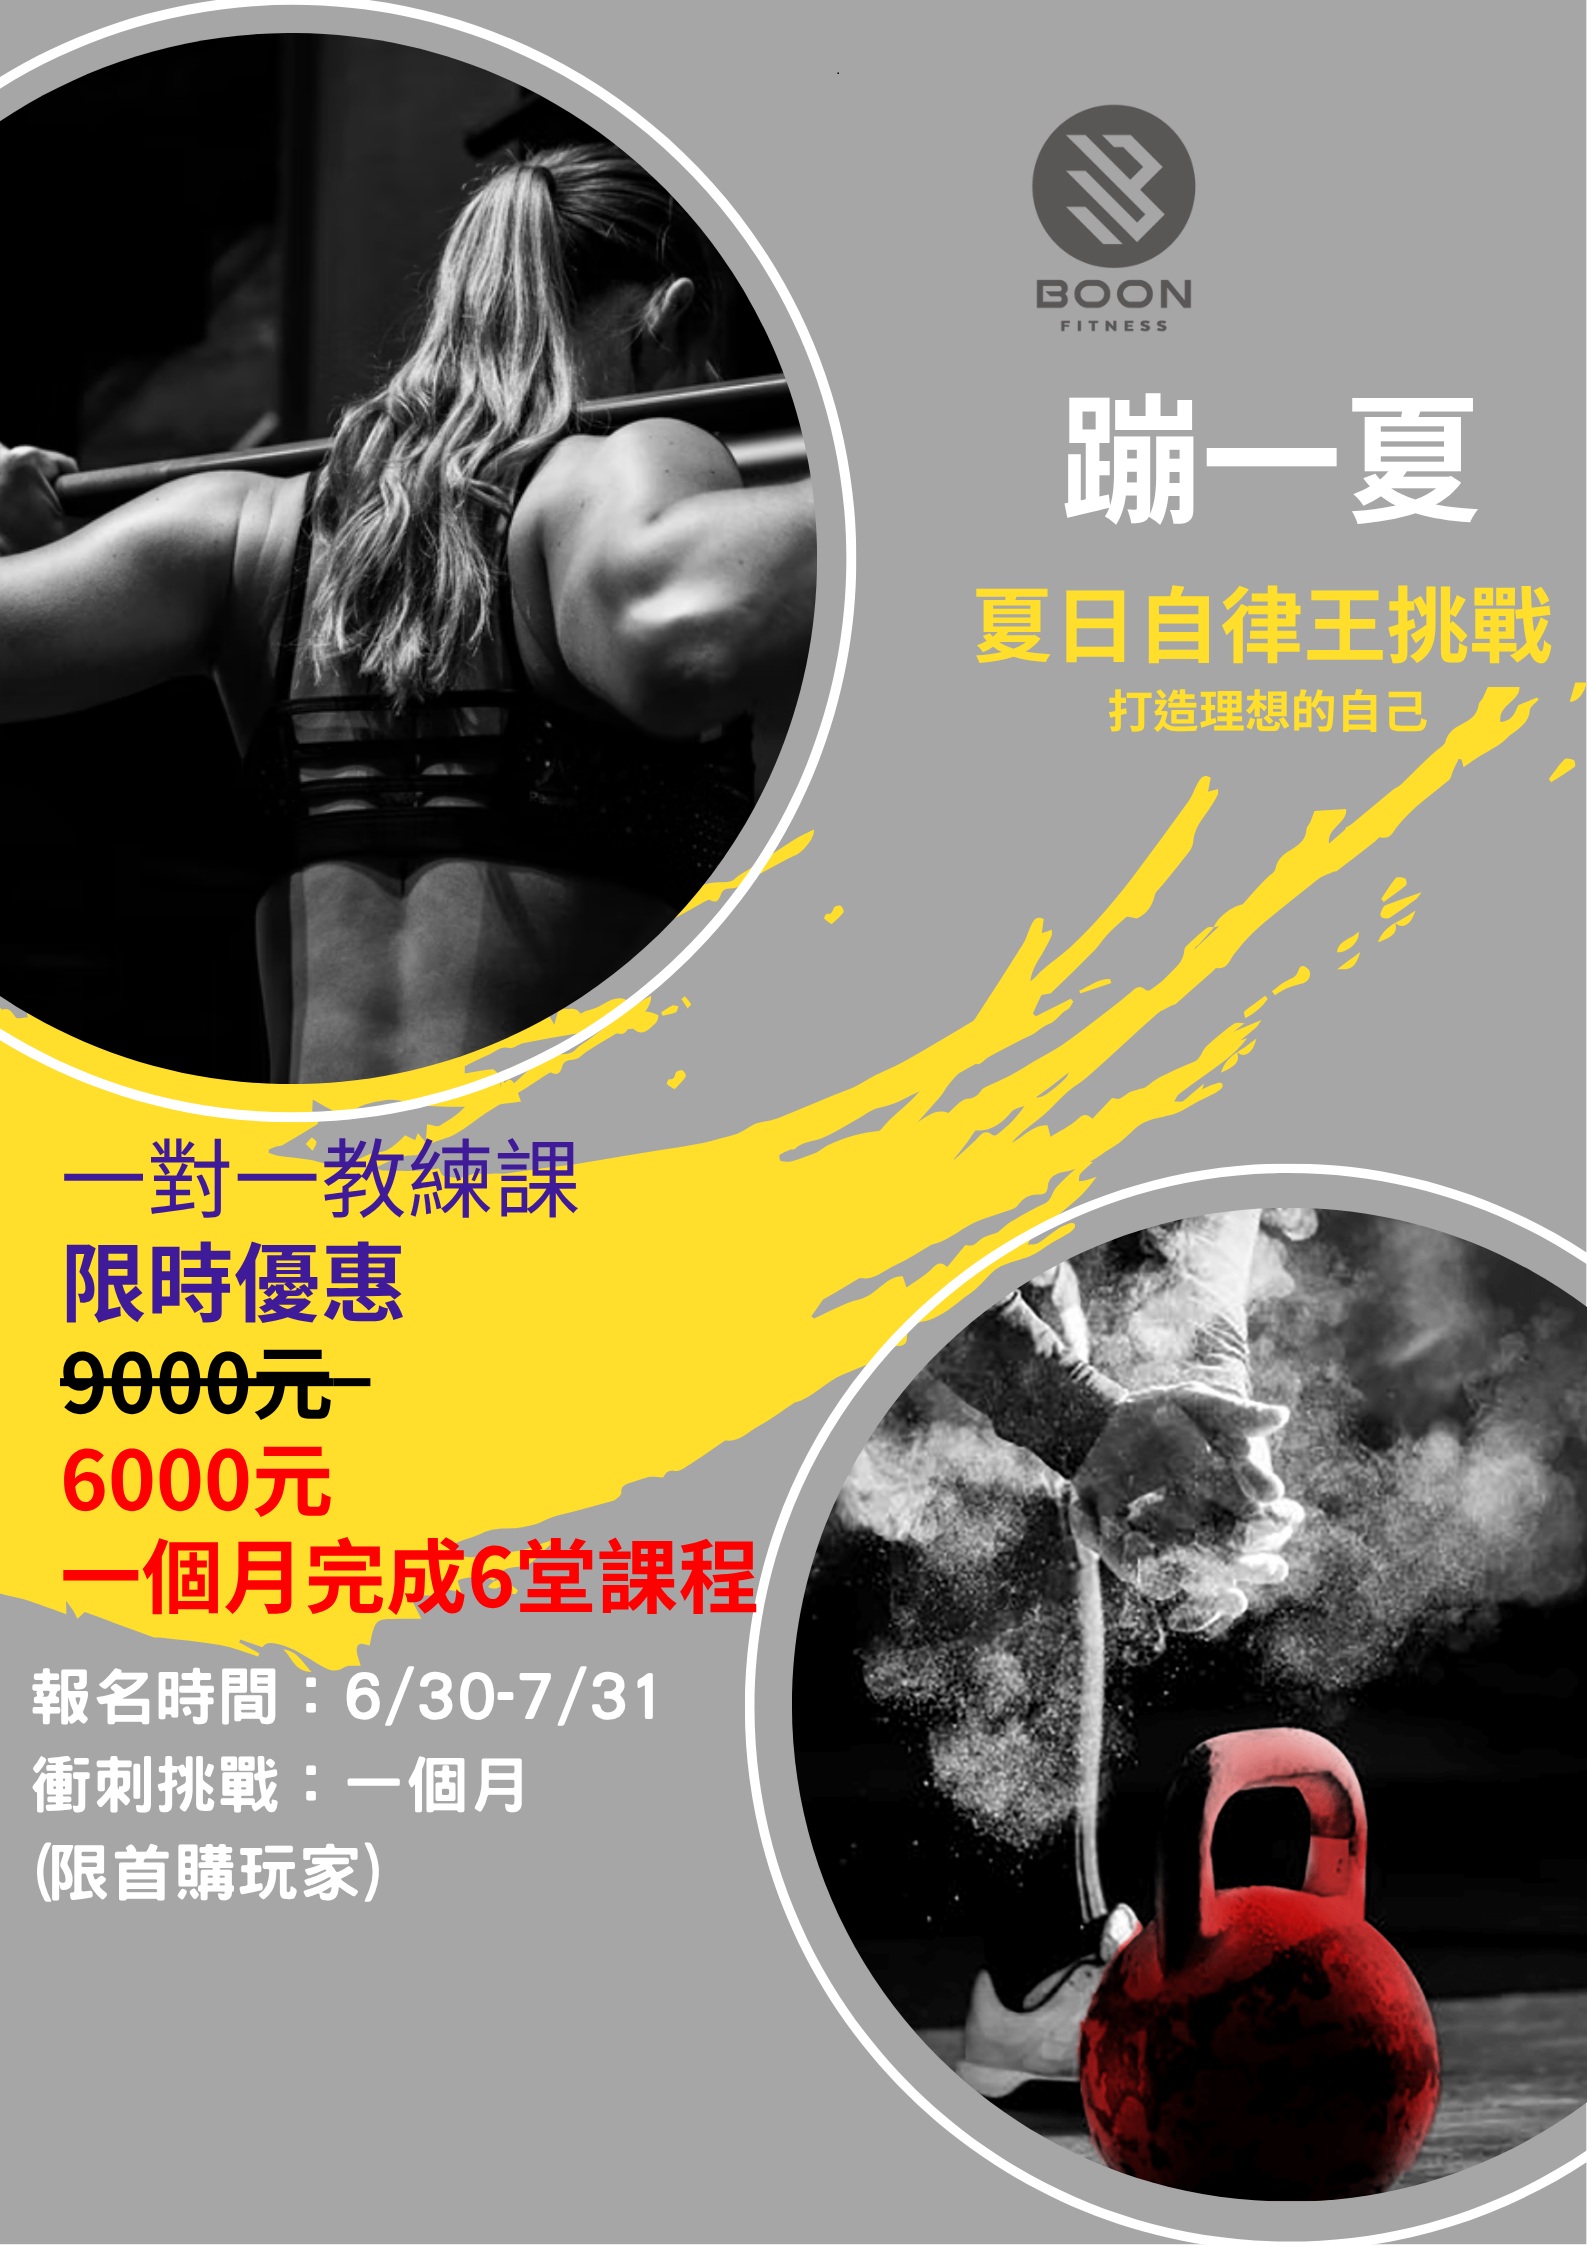 BOON
FITNESS
蹦一夏
夏日自律王挑戰
打造理想的自己
一對一教練課
限時優惠
9000元
6000元
一個月完成6堂課程
報名時間：6/30-7/31
衝刺挑戰：一個月
(限首購玩家)